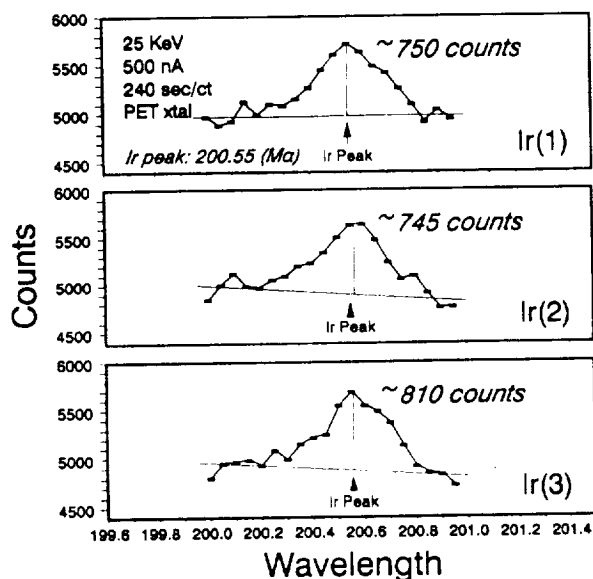 6000
5500
5000
4500
25 KeV
500 nA
240 sec/ct
PET xtal
~750 counts
Ir peak: 200.55 (Mα)
Ir Peak
Ir(1)
6000
5500
5000
4500
~745 counts
Ir Peak
Ir(2)
Counts
6000
5500
5000
4500
~810 counts
Ir Peak
Ir(3)
199.6 199.8 200.0 200.2 200.4 200.6 200.8 201.0 201.2 201.4
Wavelength